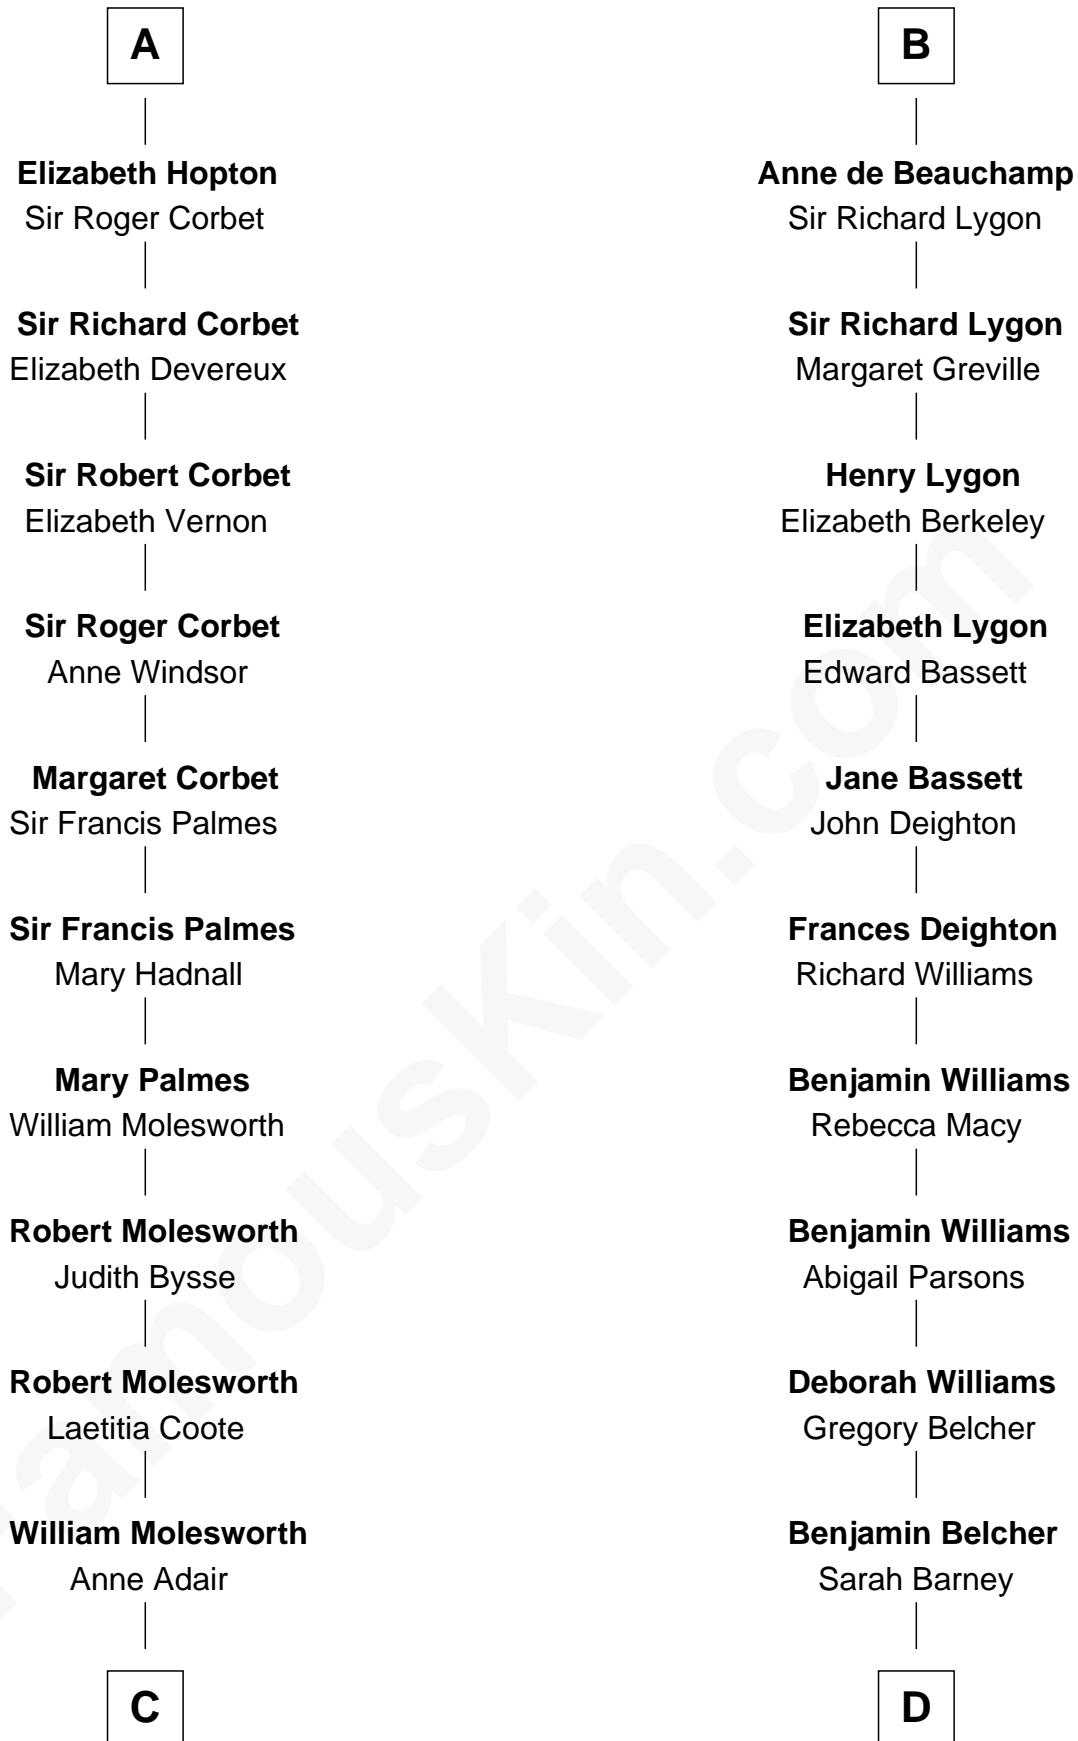 A
Elizabeth Hopton
Sir Roger Corbet
Sir Richard Corbet
Elizabeth Devereux
Sir Robert Corbet
Elizabeth Vernon
Sir Roger Corbet
Anne Windsor
Margaret Corbet
Sir Francis Palmes
Sir Francis Palmes
Mary Hadnall
Mary Palmes
William Molesworth
Robert Molesworth
Judith Bysse
Robert Molesworth
Laetitia Coote
William Molesworth
Anne Adair
C
B
Anne de Beauchamp
Sir Richard Lygon
Sir Richard Lygon
Margaret Greville
Henry Lygon
Elizabeth Berkeley
Elizabeth Lygon
Edward Bassett
Jane Bassett
John Deighton
Frances Deighton
Richard Williams
Benjamin Williams
Rebecca Macy
Benjamin Williams
Abigail Parsons
Deborah Williams
Gregory Belcher
Benjamin Belcher
Sarah Barney
D
FamousKin.com